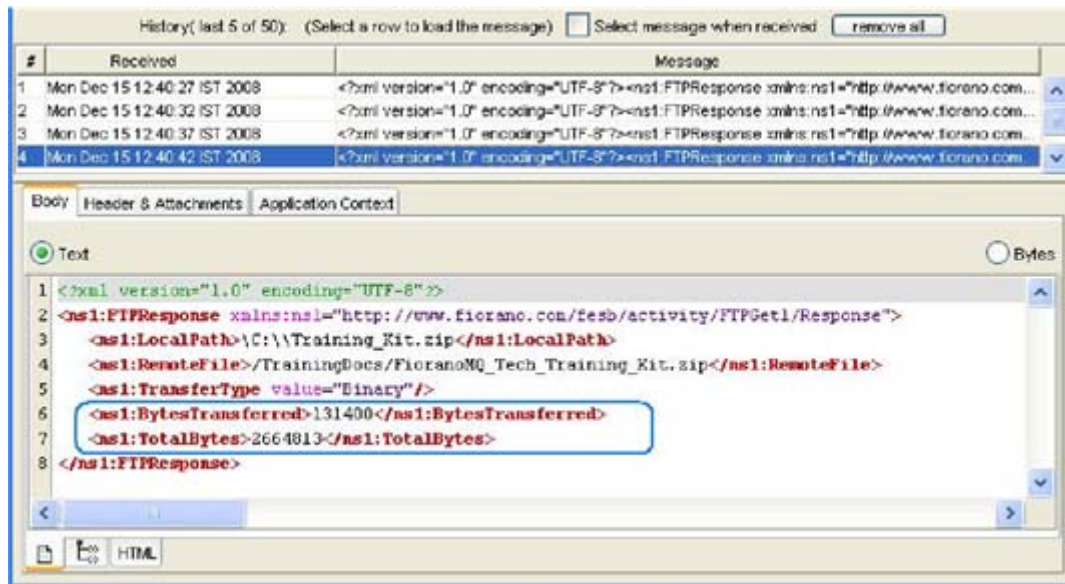 History( last 5 of 50): (Select a row to load the message) Select message when received remove all
# Received Message
1 Mon Dec 15 12:40:27 IST 2008 <?xml version="1.0" encoding="UTF-8"?><ns1:FTPResponse xmlns:ns1="http://www.fiorano.com...
2 Mon Dec 15 12:40:32 IST 2008 <?xml version="1.0" encoding="UTF-8"?><ns1:FTPResponse xmlns:ns1="http://www.fiorano.com...
3 Mon Dec 15 12:40:37 IST 2008 <?xml version="1.0" encoding="UTF-8"?><ns1:FTPResponse xmlns:ns1="http://www.fiorano.com...
4 Mon Dec 15 12:40:42 IST 2008 <?xml version="1.0" encoding="UTF-8"?><ns1:FTPResponse xmlns:ns1="http://www.fiorano.com...
Body Header & Attachments Application Context
Text Bytes
1 <?xml version="1.0" encoding="UTF-8"?>
2 <ns1:FTPResponse xmlns:ns1="http://www.fiorano.com/fesb/activity/FTPGet1/Response">
3 <ns1:LocalPath>\C:\\Training_Kit.zip</ns1:LocalPath>
4 <ns1:RemoteFile>/TrainingDocs/FioranoMQ_Tech_Training_Kit.zip</ns1:RemoteFile>
5 <ns1:TransferType value="Binary"/>
6 <ns1:BytesTransferred>131400</ns1:BytesTransferred>
7 <ns1:TotalBytes>2664813</ns1:TotalBytes>
8 </ns1:FTPResponse>
HTML